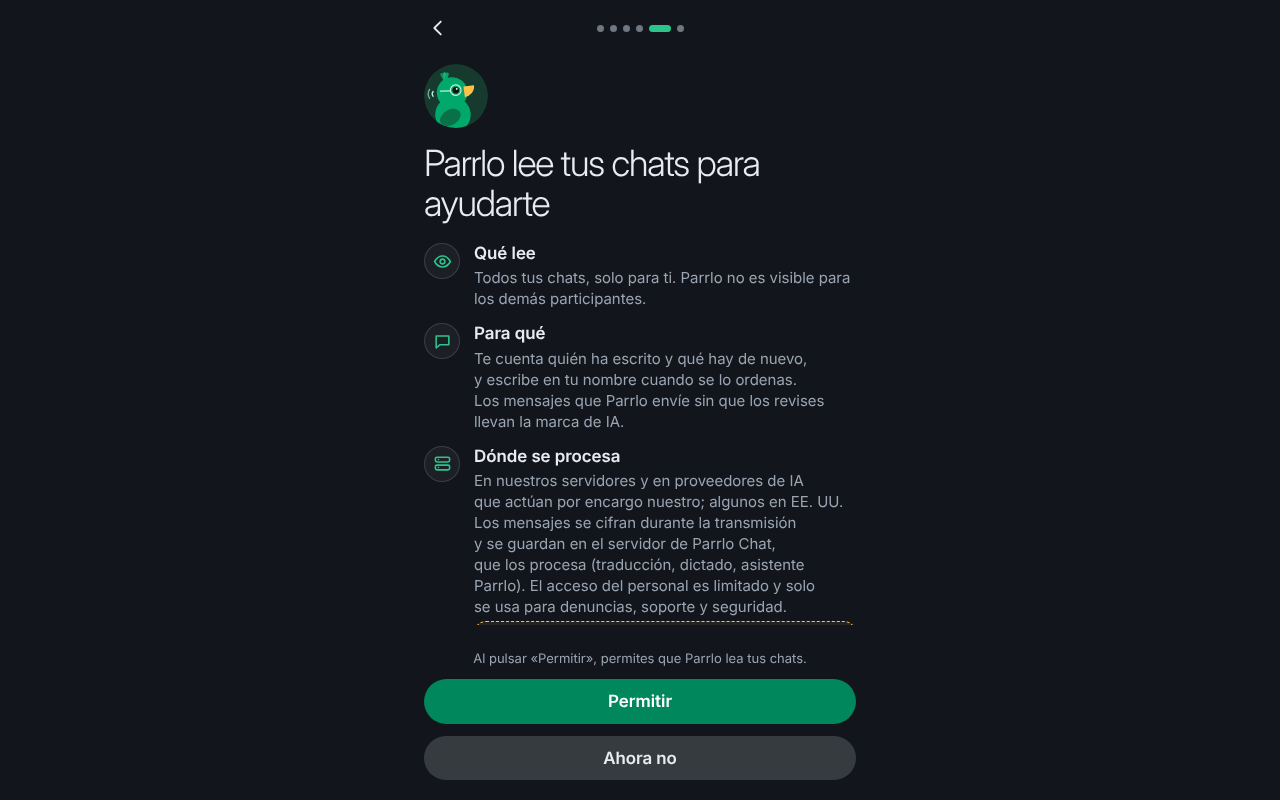 Parrlo lee tus chats para
ayudarte
Qué lee
Todos tus chats, solo para ti. Parrlo no es visible para
los demás participantes.
Para qué
Te cuenta quién ha escrito y qué hay de nuevo,
y escribe en tu nombre cuando se lo ordenas.
Los mensajes que Parrlo envíe sin que los revises
llevan la marca de IA.
Dónde se procesa
En nuestros servidores y en proveedores de IA
que actúan por encargo nuestro; algunos en EE. UU.
Los mensajes se cifran durante la transmisión
y se guardan en el servidor de Parrlo Chat,
que los procesa (traducción, dictado, asistente
Parrlo). El acceso del personal es limitado y solo
se usa para denuncias, soporte y seguridad.
Al pulsar «Permitir», permites que Parrlo lea tus chats.
Permitir
Ahora no